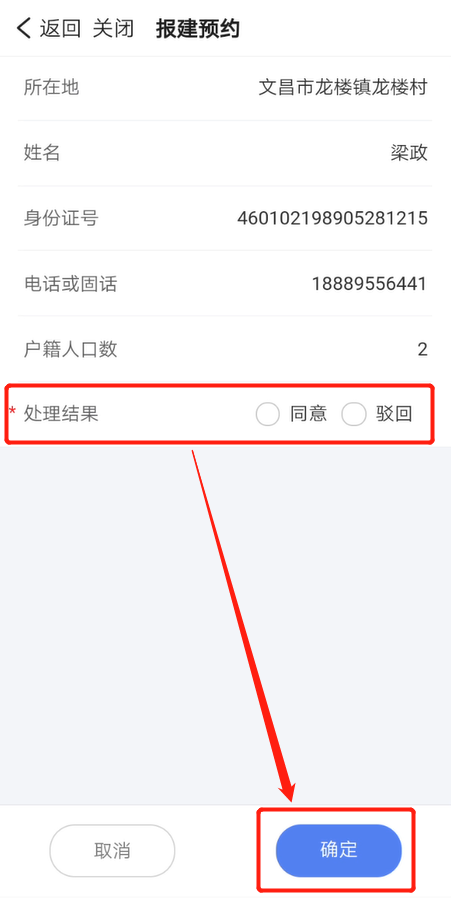 返回 关闭 报建预约
所在地 文昌市龙楼镇龙楼村
姓名 梁政
身份证号 460102198905281215
电话或固话 18889556441
户籍人口数 2
* 处理结果 同意 驳回
取消 确定